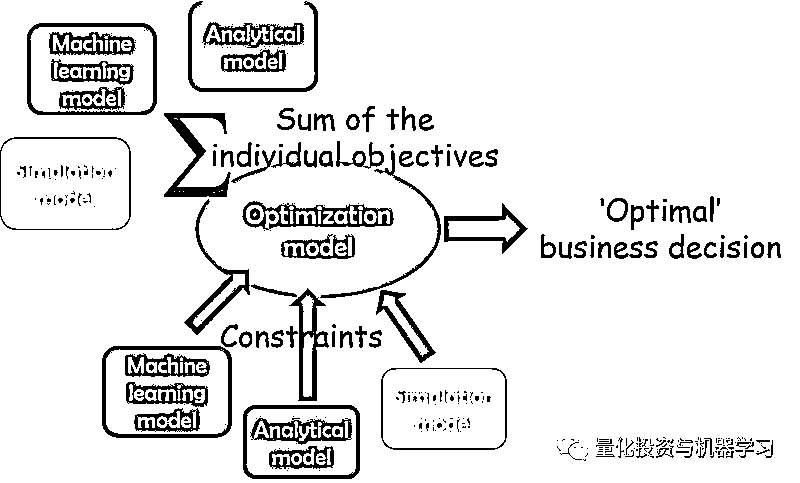 Analytical
model
Machine
learning
model
Sum of the
individual objectives
Simulation
model
Optimization
model
'Optimal'
business decision
Constraints
Machine
learning
model
Analytical
model
Simulation
model
量化投资与机器学习